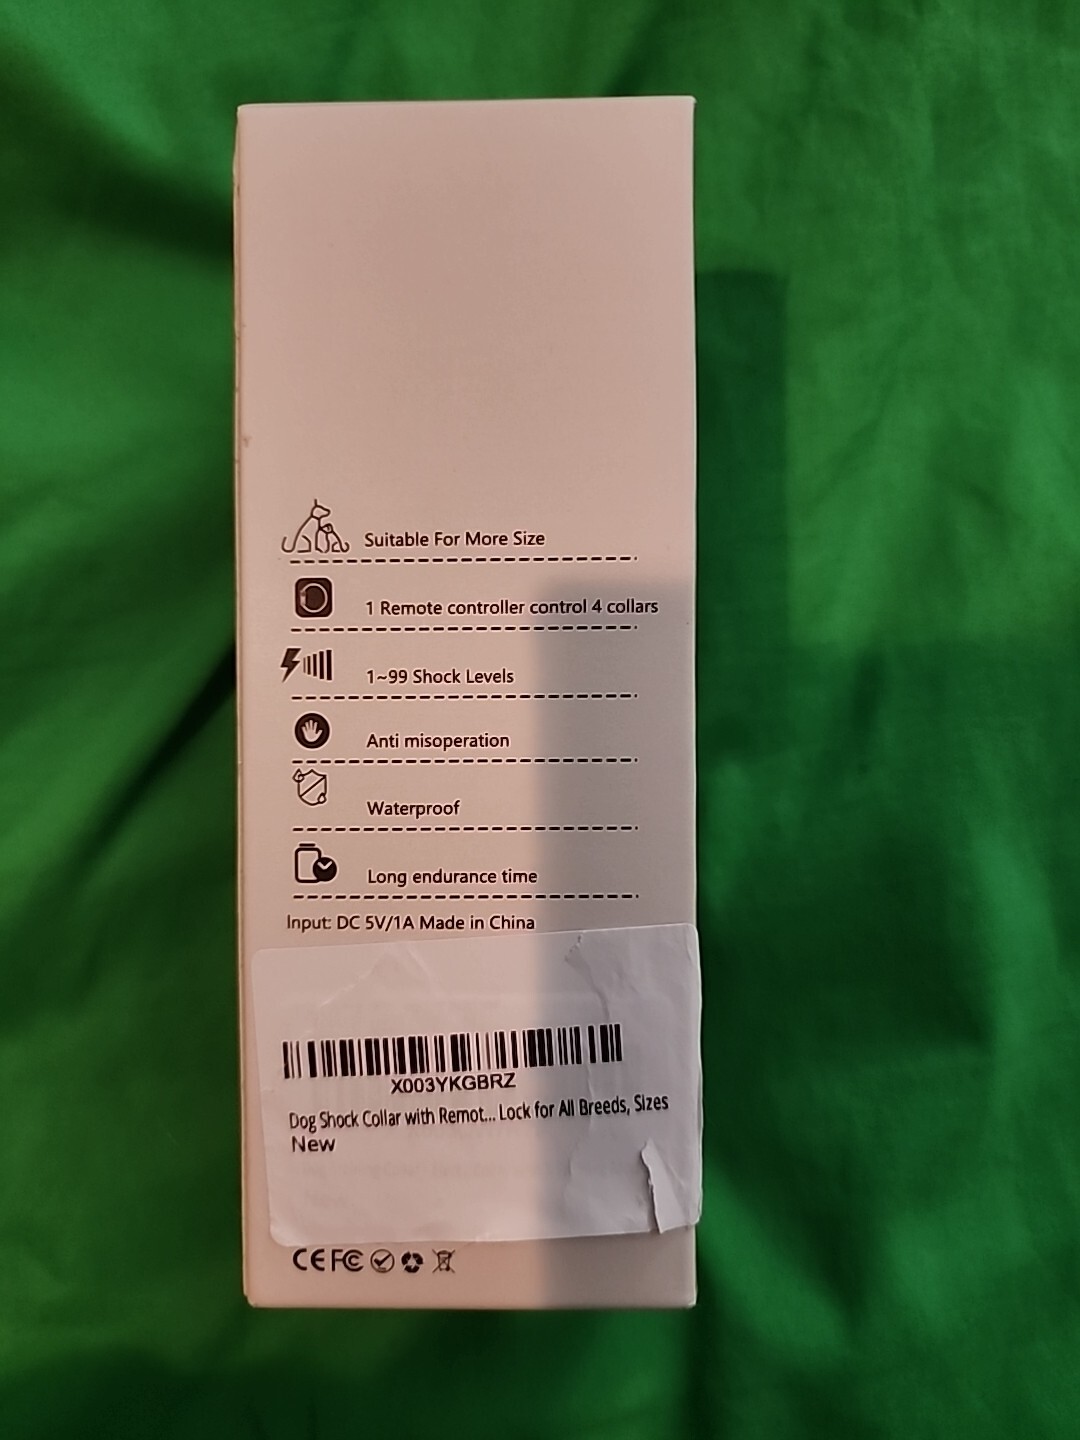 Suitable For More Size
1 Remote controller control 4 collars
1~99 Shock Levels
Anti misoperation
Waterproof
Long endurance time
Input: DC 5V/1A Made in China
X003YKGBRZ
Dog Shock Collar with Remot... Lock for All Breeds, Sizes
New
CE FC